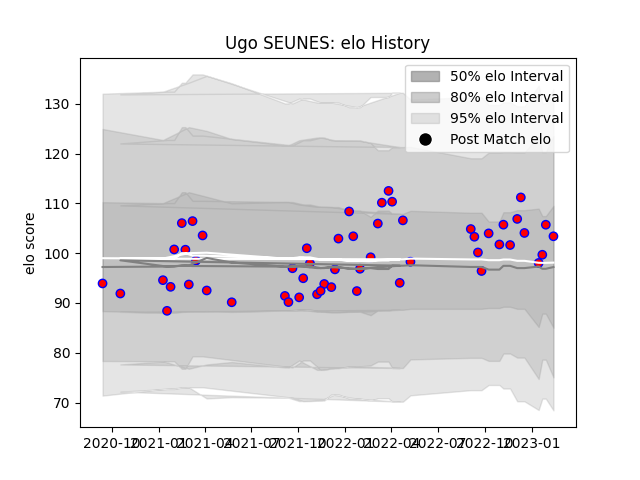 Ugo SEUNES: elo History
50% elo Interval
80% elo Interval
95% elo Interval
Post Match elo
elo score
130
120
110
100
90
80
70
2020-10 2021-01 2021-04 2021-07 2021-10 2022-01 2022-04 2022-07 2022-10 2023-01